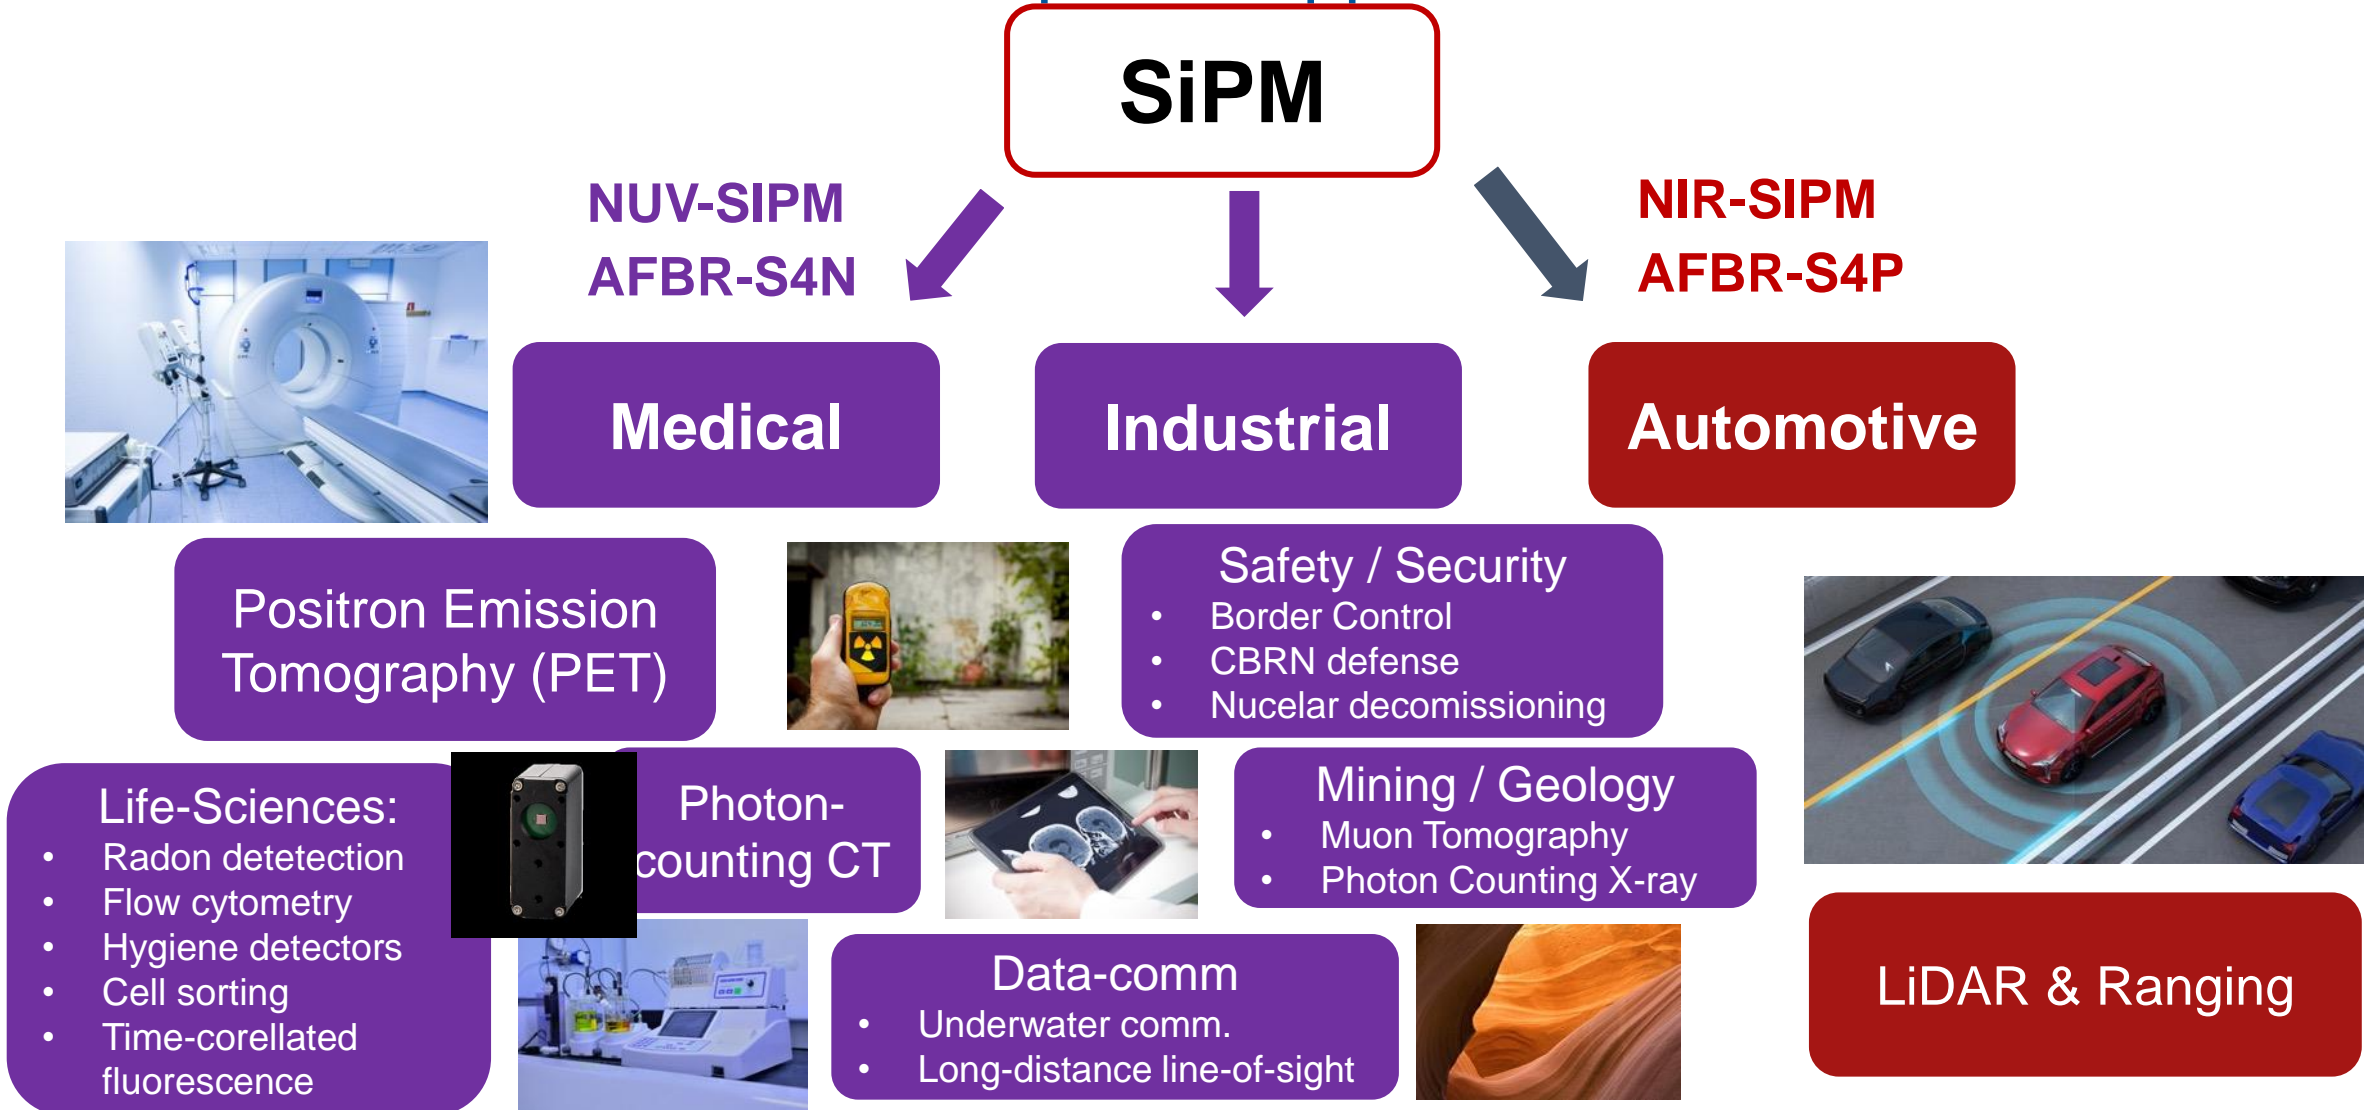 SiPM
NUV-SIPM
AFBR-S4N
NIR-SIPM
AFBR-S4P
Medical
Industrial
Automotive
Positron Emission
Tomography (PET)
Safety / Security
• Border Control
• CBRN defense
• Nucelar decomissioning
Life-Sciences:
• Radon detetection
• Flow cytometry
• Hygiene detectors
• Cell sorting
• Time-corellated
fluorescence
Photon-
counting CT
Mining / Geology
• Muon Tomography
• Photon Counting X-ray
Data-comm
• Underwater comm.
• Long-distance line-of-sight
LiDAR & Ranging